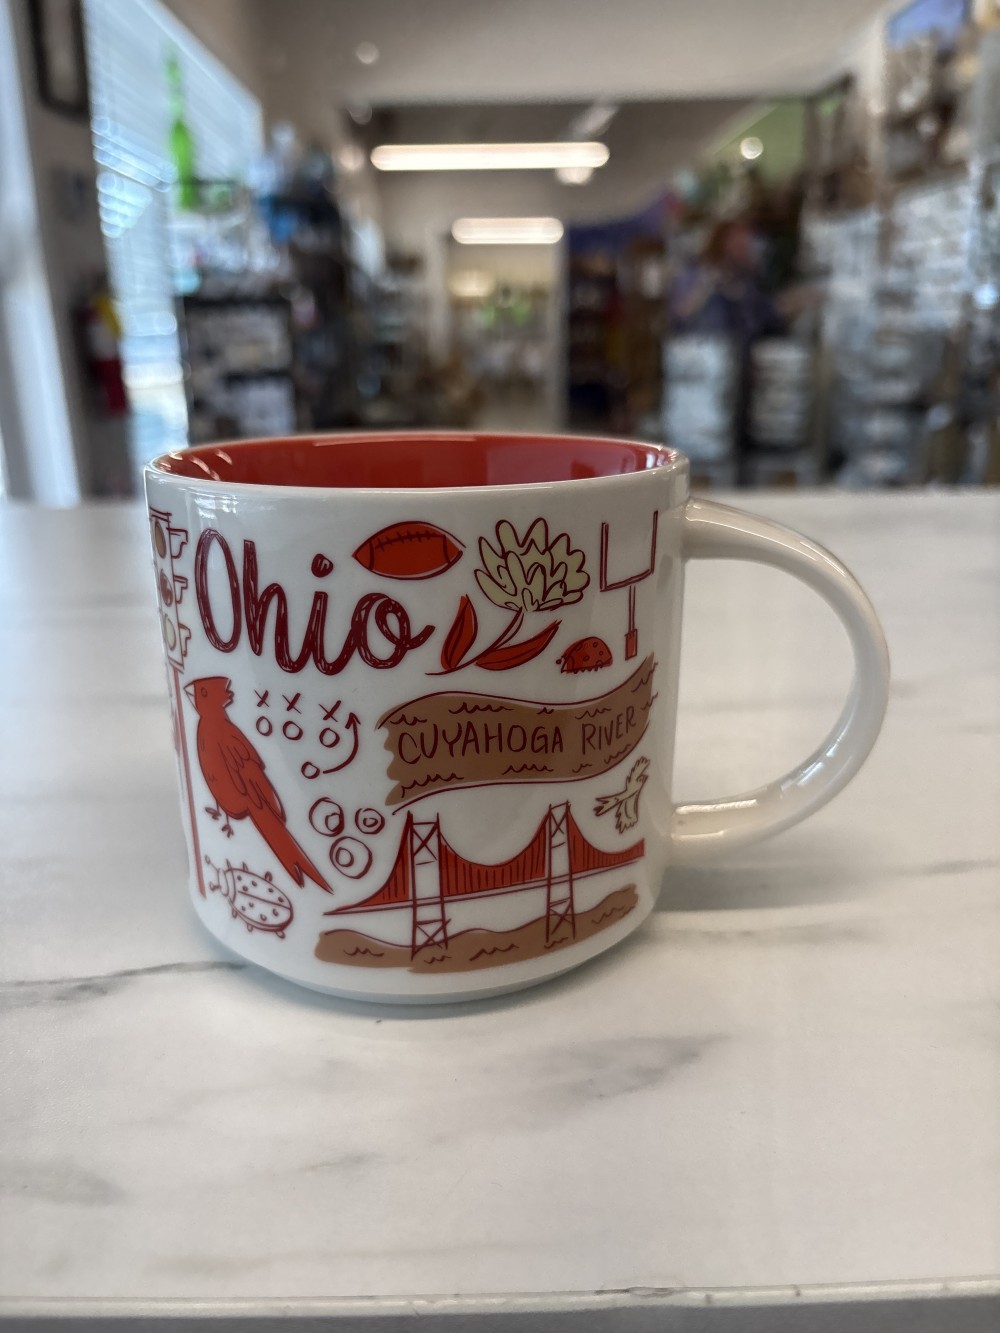 Ohio
X X X
O O O
O
CUYAHOGA RIVER